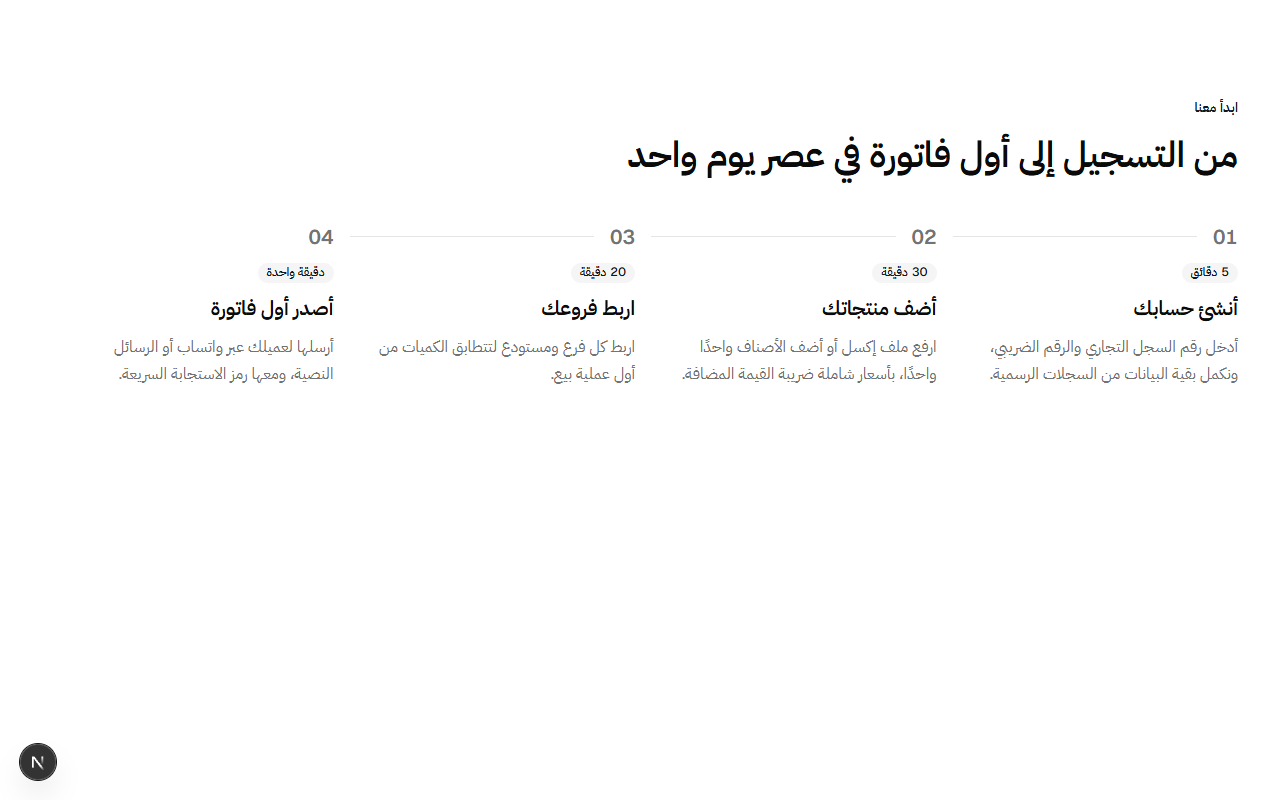 ابدأ معنا
من التسجيل إلى أول فاتورة في عصر يوم واحد
01
5 دقائق
أنشئ حسابك
أدخل رقم السجل التجاري والرقم الضريبي،
ونكمل بقية البيانات من السجلات الرسمية.
02
30 دقيقة
أضف منتجاتك
ارفع ملف إكسل أو أضف الأصناف واحدًا
واحدًا، بأسعار شاملة ضريبة القيمة المضافة.
03
20 دقيقة
اربط فروعك
اربط كل فرع ومستودع لتتطابق الكميات من
أول عملية بيع.
04
دقيقة واحدة
أصدر أول فاتورة
أرسلها لعميلك عبر واتساب أو الرسائل
النصية، ومعها رمز الاستجابة السريعة.
N